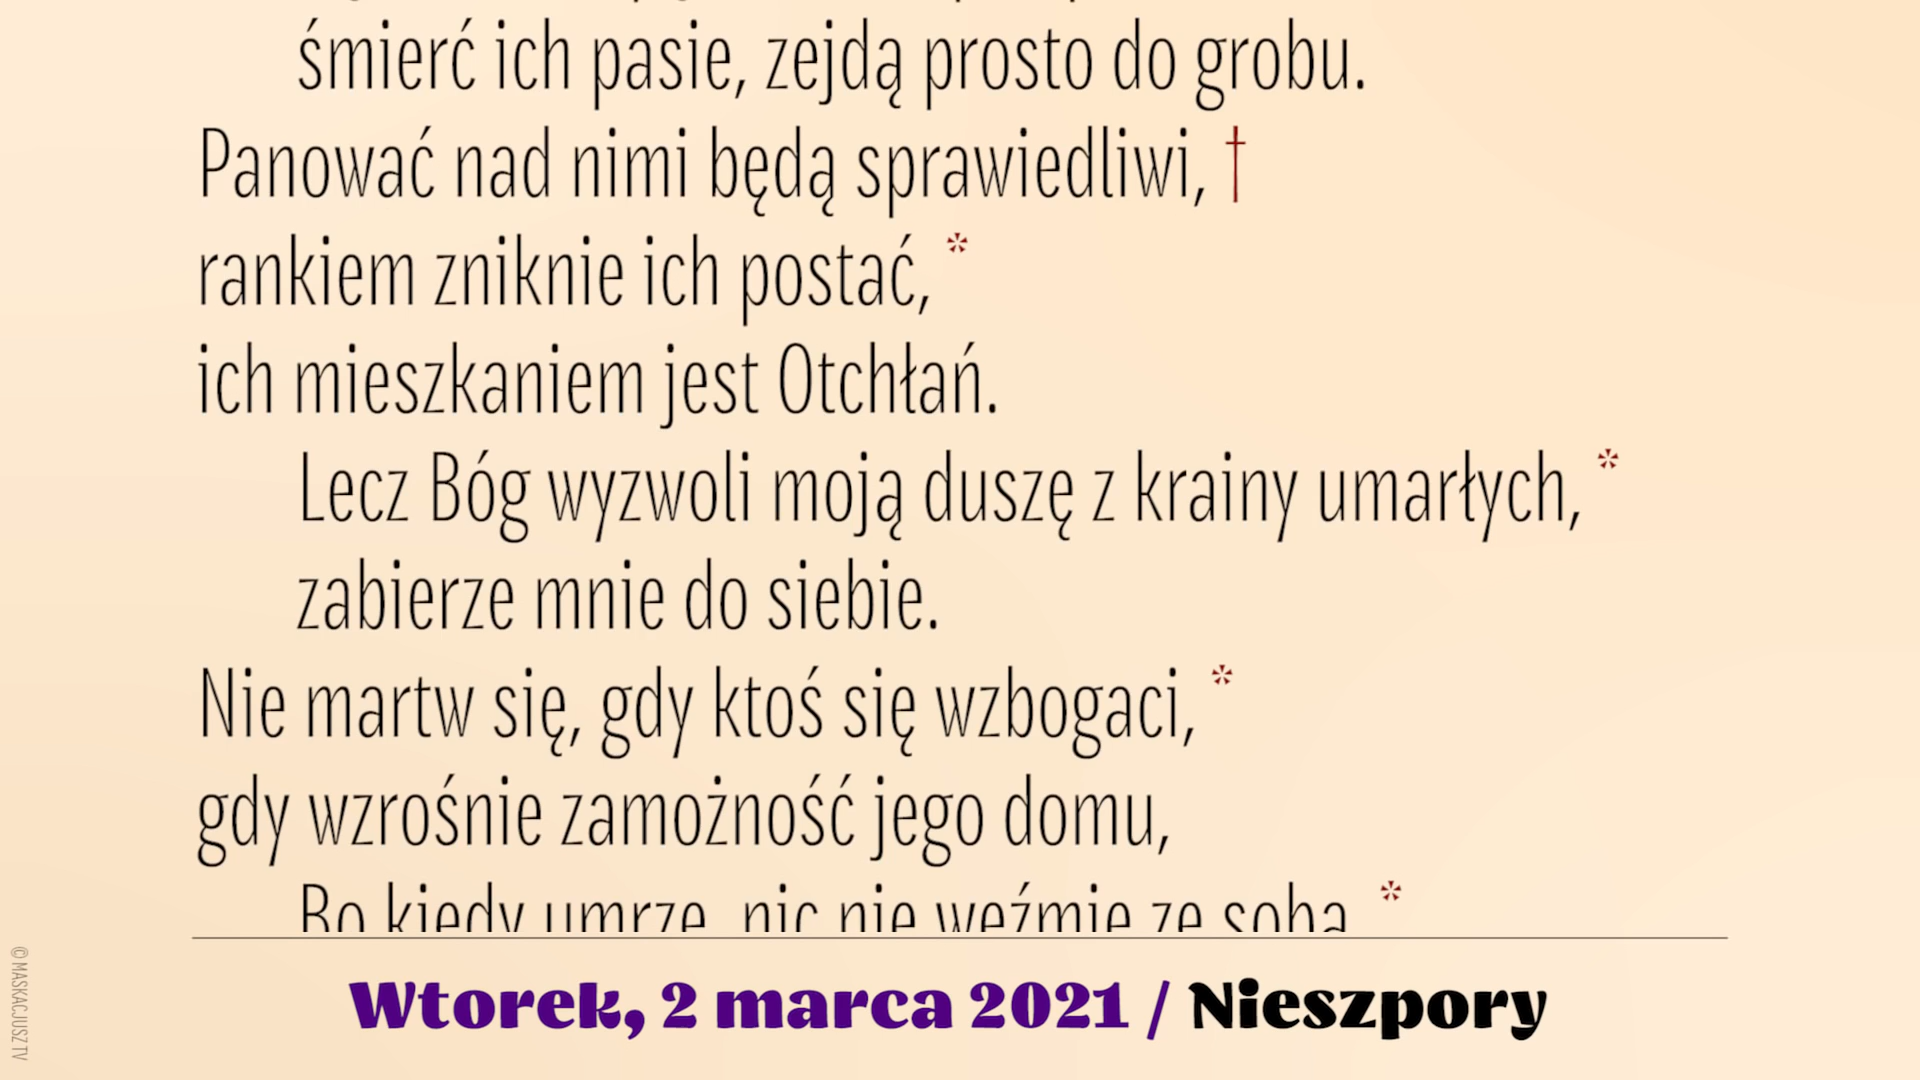 śmierć ich pasie, zejdą prosto do grobu.
Panować nad nimi będą sprawiedliwi, †
rankiem zniknie ich postać, *
ich mieszkaniem jest Otchłań.
Lecz Bóg wyzwoli moją duszę z krainy umarłych, *
zabierze mnie do siebie.
Nie martw się, gdy ktoś się wzbogaci, *
gdy wzrośnie zamożność jego domu,
Bo kiedy umrze, nic nie weźmie ze sobą *
Wtorek, 2 marca 2021 / Nieszpory
© MASKACJUSZ TV